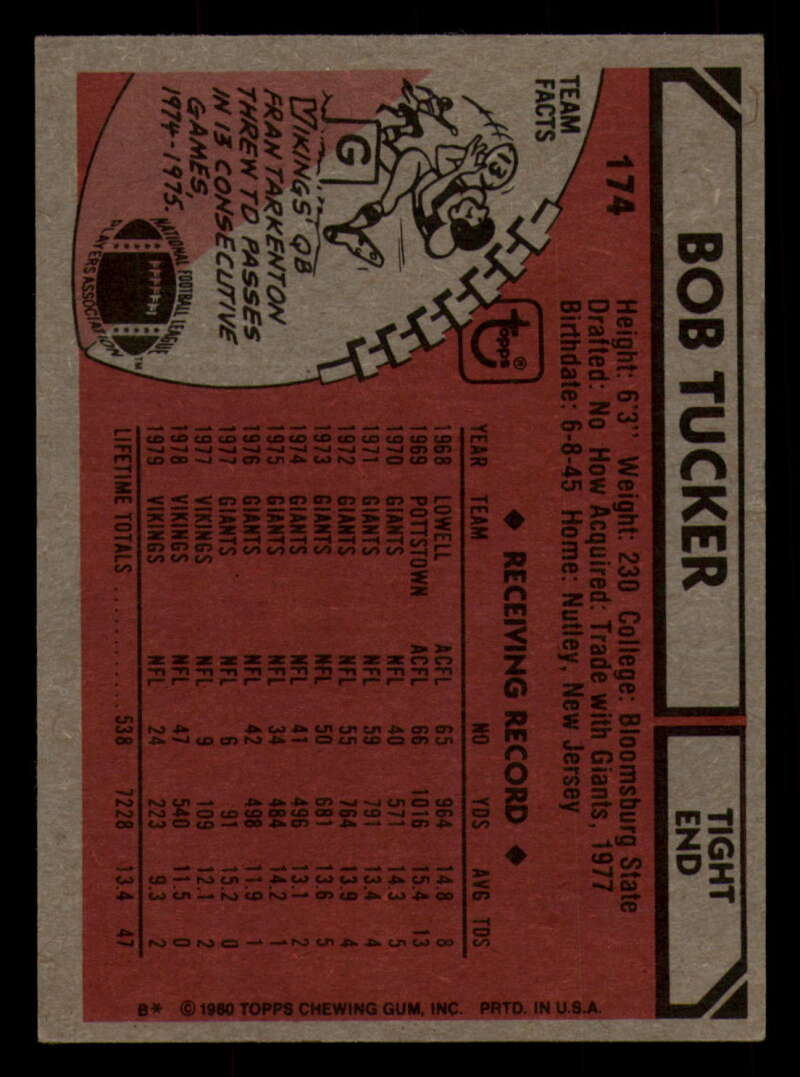 BOB TUCKER
TIGHT
END
174
Height: 6'3" Weight: 230 College: Bloomsburg State
Drafted: No How Acquired: Trade with Giants, 1977
Birthdate: 6-8-45 Home: Nutley, New Jersey
topps®
TEAM
FACTS
13
G
VIKINGS' QB
FRAN TARKENTON
THREW TD PASSES
IN 13 CONSECUTIVE
GAMES,
1974-1975.
NATIONAL FOOTBALL LEAGUE
PLAYERS ASSOCIATION
TM
◆ RECEIVING RECORD ◆
YEAR TEAM NO YDS AVG TDS
1968 LOWELL ACFL 65 964 14.8 8
1969 POTTSTOWN ACFL 66 1016 15.4 13
1970 GIANTS NFL 40 571 14.3 5
1971 GIANTS NFL 59 791 13.4 4
1972 GIANTS NFL 55 764 13.9 4
1973 GIANTS NFL 50 681 13.6 5
1974 GIANTS NFL 41 496 13.1 2
1975 GIANTS NFL 34 484 14.2 1
1976 GIANTS NFL 42 498 11.9 1
1977 GIANTS NFL 6 91 15.2 0
1977 VIKINGS NFL 9 109 12.1 2
1978 VIKINGS NFL 47 540 11.5 0
1979 VIKINGS NFL 24 223 9.3 2
LIFETIME TOTALS .......... 538 7228 13.4 47
B* © 1980 TOPPS CHEWING GUM, INC. PRTD. IN U.S.A.